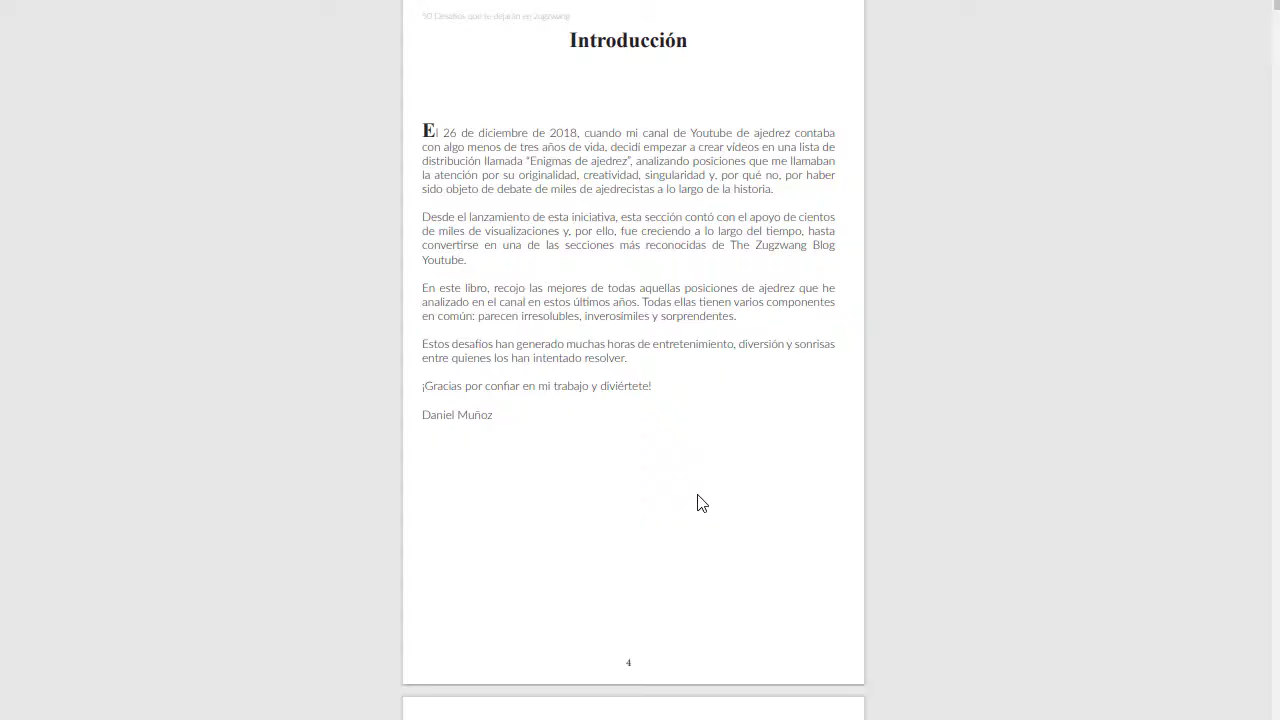 50 Desafíos que te dejarán en Zugzwang
Introducción
El 26 de diciembre de 2018, cuando mi canal de Youtube de ajedrez contaba
con algo menos de tres años de vida, decidí empezar a crear vídeos en una lista de
distribución llamada “Enigmas de ajedrez”, analizando posiciones que me llamaban
la atención por su originalidad, creatividad, singularidad y, por qué no, por haber
sido objeto de debate de miles de ajedrecistas a lo largo de la historia.
Desde el lanzamiento de esta iniciativa, esta sección contó con el apoyo de cientos
de miles de visualizaciones y, por ello, fue creciendo a lo largo del tiempo, hasta
convertirse en una de las secciones más reconocidas de The Zugzwang Blog
Youtube.
En este libro, recojo las mejores de todas aquellas posiciones de ajedrez que he
analizado en el canal en estos últimos años. Todas ellas tienen varios componentes
en común: parecen irresolubles, inverosímiles y sorprendentes.
Estos desafíos han generado muchas horas de entretenimiento, diversión y sonrisas
entre quienes los han intentado resolver.
¡Gracias por confiar en mi trabajo y diviértete!
Daniel Muñoz
4